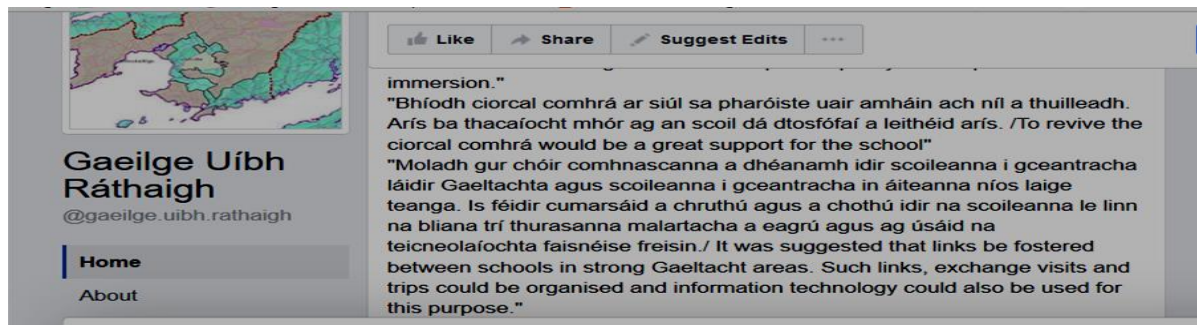 Like
Share
Suggest Edits
immersion."
"Bhíodh ciorcal comhrá ar siúl sa pharóiste uair amháin ach níl a thuilleadh.
Arís ba thacaíocht mhór ag an scoil dá dtosfófaí a leithéid arís. /To revive the
ciorcal comhrá would be a great support for the school"
"Moladh gur chóir comhnascanna a dhéanamh idir scoileanna i gceantracha
láidir Gaeltachta agus scoileanna i gceantracha in áiteanna níos laige
teanga. Is féidir cumarsáid a chruthú agus a chothú idir na scoileanna le linn
na bliana trí thurasanna malartacha a eagrú agus ag úsáid na
teicneolaíochta faisnéise freisin./ It was suggested that links be fostered
between schools in strong Gaeltacht areas. Such links, exchange visits and
trips could be organised and information technology could also be used for
this purpose."
Gaeilge Uíbh
Ráthaigh
@gaeilge.uibh.rathaigh
Home
About